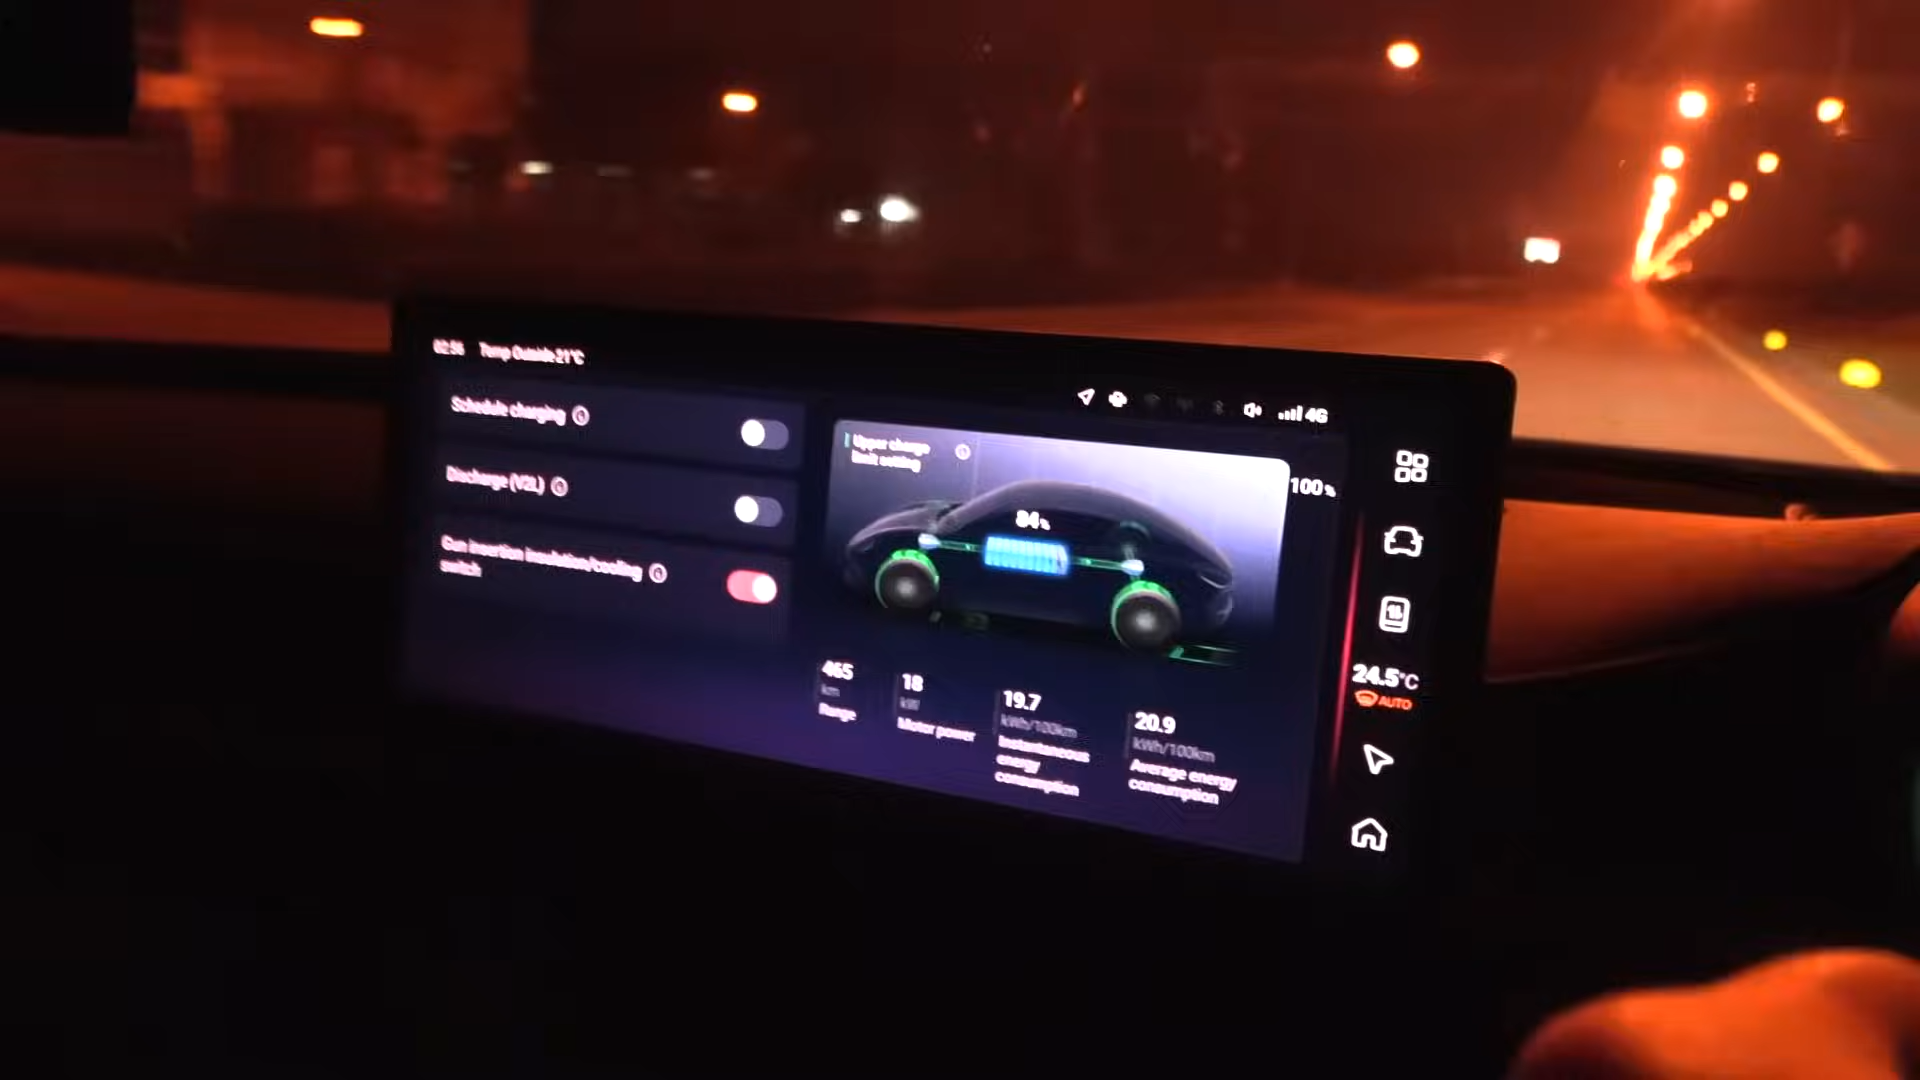 02:56 Temp Outside 21°C
4G
Schedule charging
Discharge (V2L)
Gun insertion insulation/cooling
switch
Upper charge
limit setting
100%
84%
465
km
Range
18
kW
Motor power
19.7
kWh/100km
Instantaneous
energy
consumption
20.9
kWh/100km
Average energy
consumption
24.5°C
AUTO